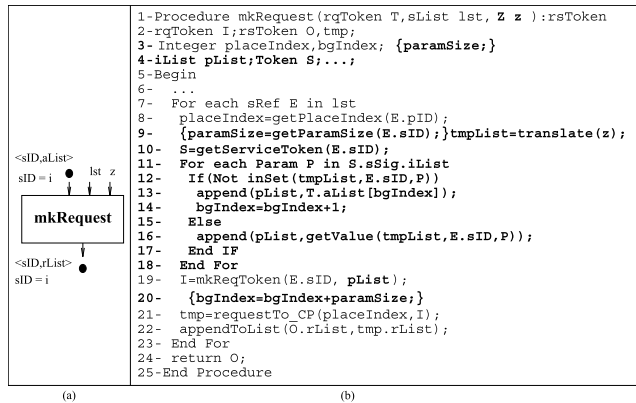 <sID,aList>
sID = i
lst z
mkRequest
<sID,rList>
sID = i
(a)
1-Procedure mkRequest(rqToken T,sList lst, Z z ):rsToken
2-rqToken I;rsToken O,tmp;
3- Integer placeIndex,bgIndex; {paramSize;}
4-iList pList;Token S;...;
5-Begin
6- ...
7- For each sRef E in lst
8- placeIndex=getPlaceIndex(E.pID);
9- {paramSize=getParamSize(E.sID);}tmpList=translate(z);
10- S=getServiceToken(E.sID);
11- For each Param P in S.sSig.iList
12- If(Not inSet(tmpList,E.sID,P))
13- append(pList,T.aList[bgIndex]);
14- bgIndex=bgIndex+1;
15- Else
16- append(pList,getValue(tmpList,E.sID,P));
17- End IF
18- End For
19- I=mkReqToken(E.sID, pList);
20- {bgIndex=bgIndex+paramSize;}
21- tmp=requestTo_CP(placeIndex,I);
22- appendToList(O.rList,tmp.rList);
23- End For
24- return O;
25-End Procedure
(b)